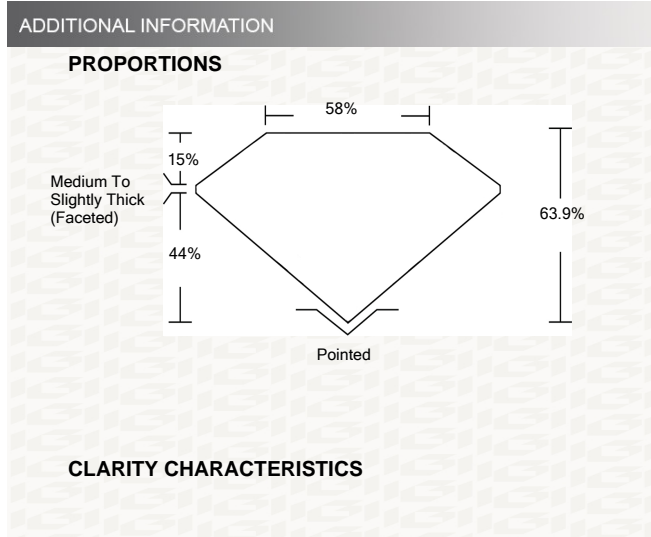 ADDITIONAL INFORMATION
PROPORTIONS
58%
15%
Medium To
Slightly Thick
(Faceted)
63.9%
44%
Pointed
CLARITY CHARACTERISTICS